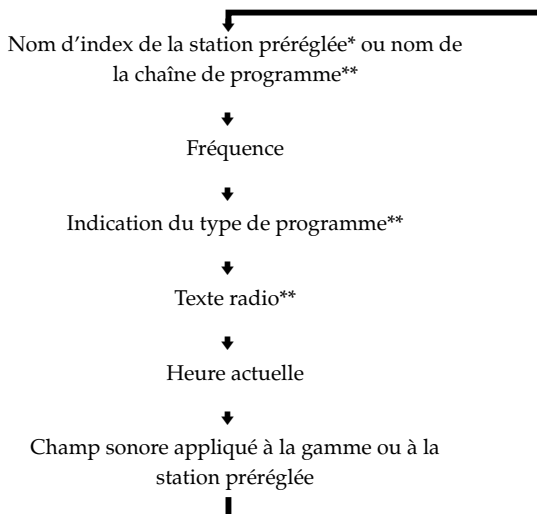 Nom d’index de la station préréglée* ou nom de
la chaîne de programme**
Fréquence
Indication du type de programme**
Texte radio**
Heure actuelle
Champ sonore appliqué à la gamme ou à la
station préréglée